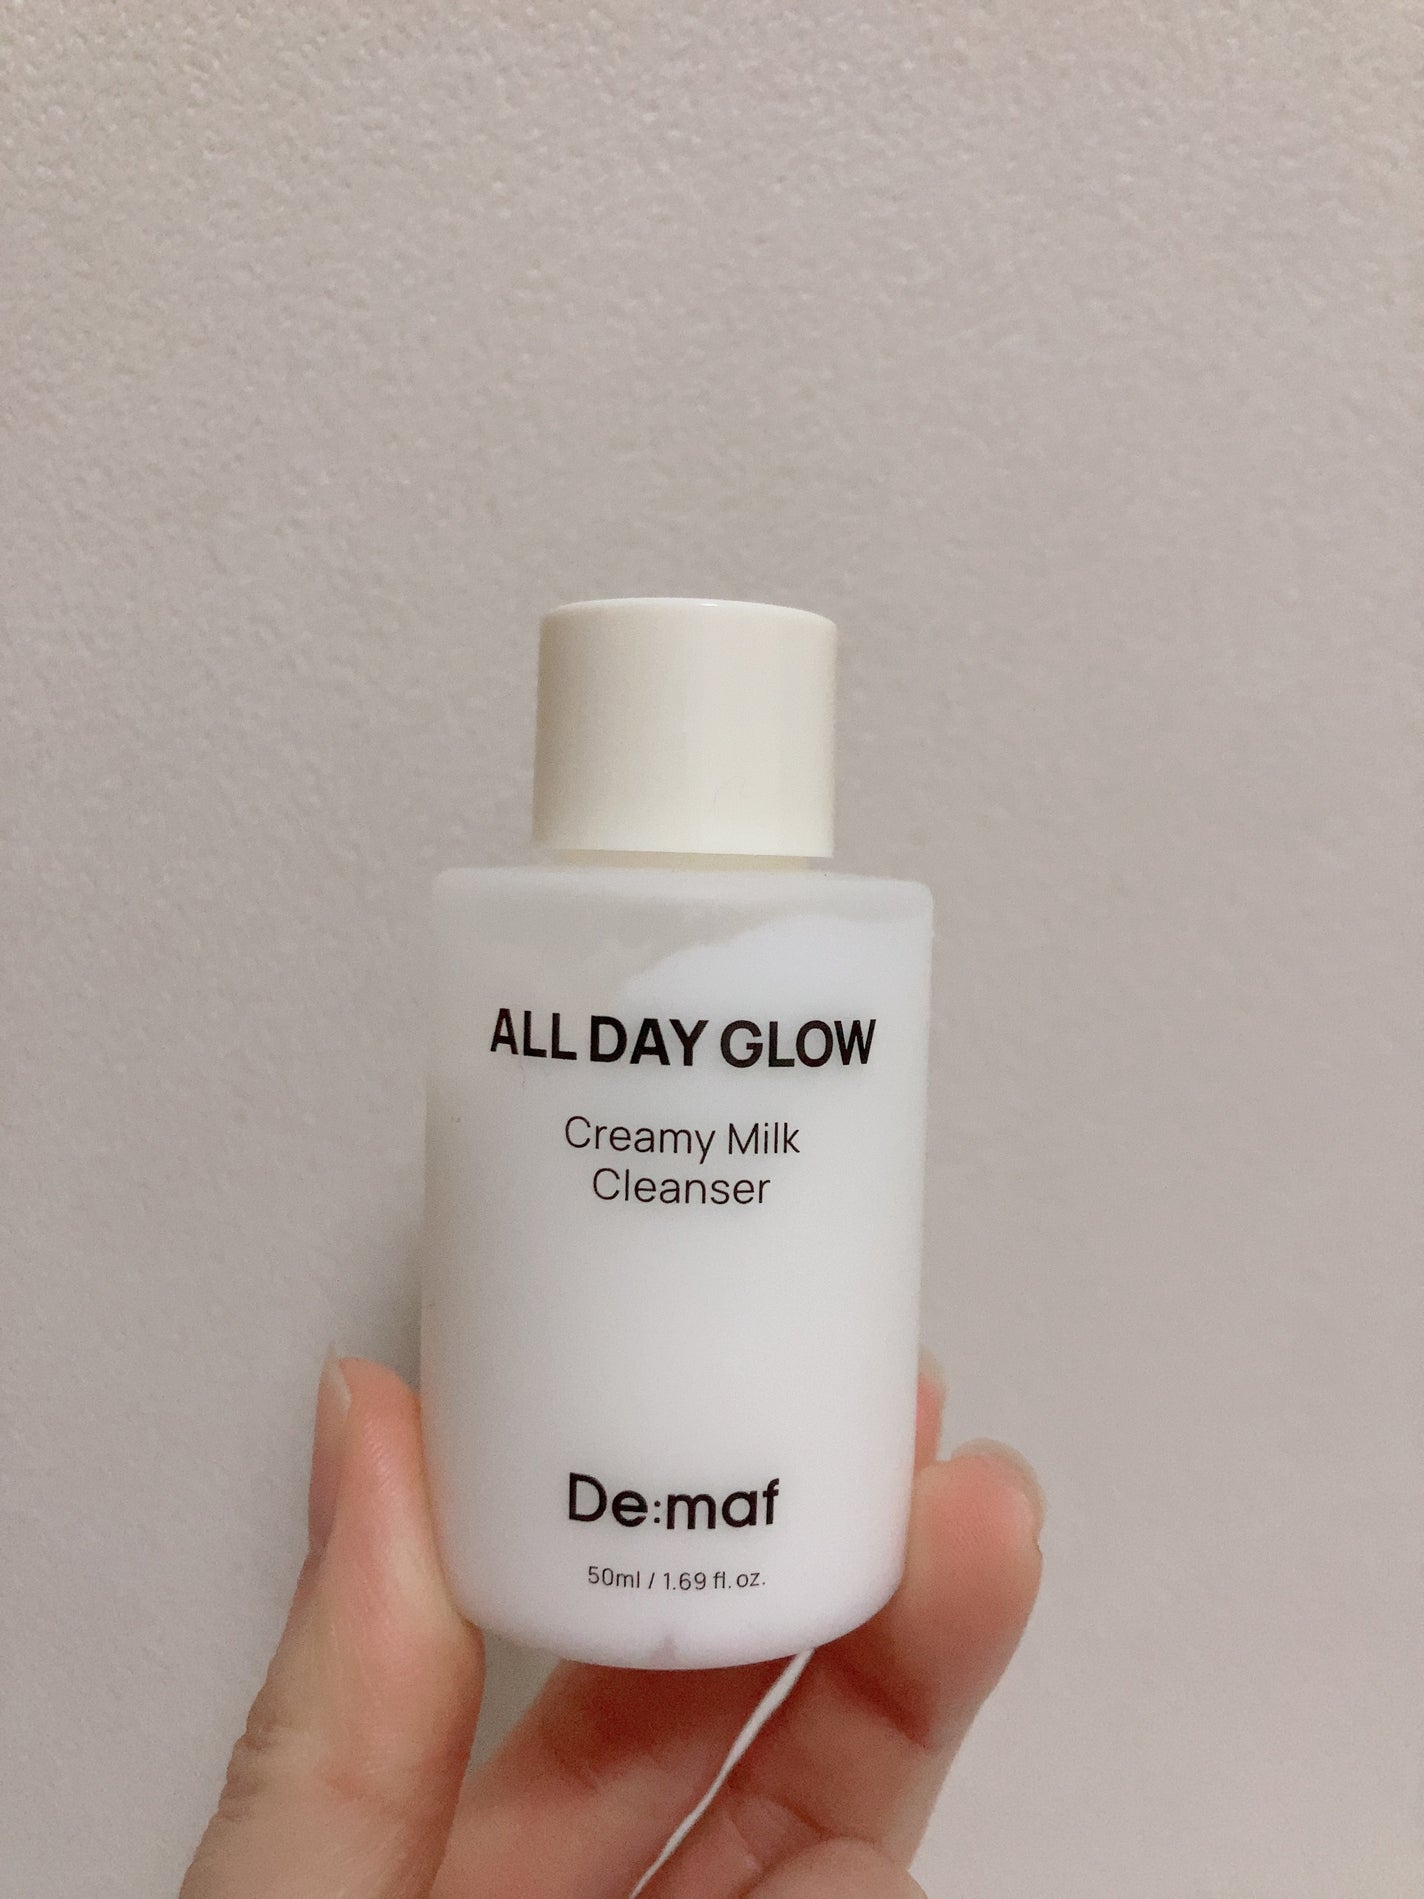 ALL DAY GLOW
Creamy Milk
Cleanser
De:maf
50ml / 1.69 fl. oz.